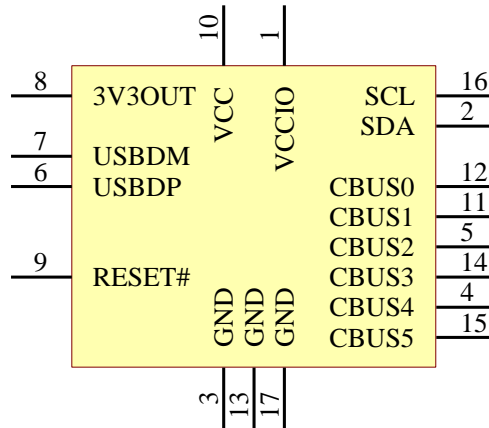 10 1
8 3V3OUT VCC VCCIO SCL 16
SDA 2
7 USBDM
6 USBDP CBUS0 12
CBUS1 11
CBUS2 5
9 RESET# CBUS3 14
GND GND GND CBUS4 4
CBUS5 15
3 13 17